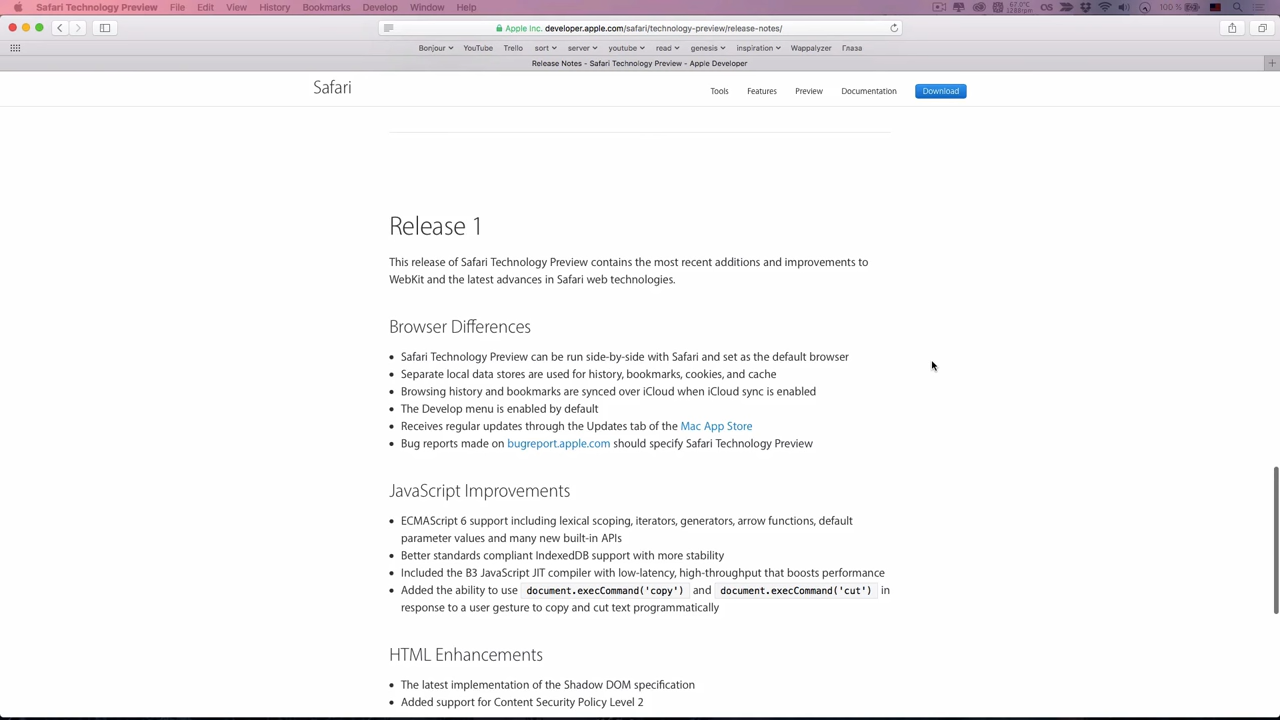 Safari Technology Preview File Edit View History Bookmarks Develop Window Help
67.0°C
OS
100 %
Apple Inc. developer.apple.com/safari/technology-preview/release-notes/
Bonjour YouTube Trello sort server youtube read genesis inspiration Wappalyzer Глаза
Release Notes - Safari Technology Preview - Apple Developer
Safari Tools Features Preview Documentation Download
Release 1
This release of Safari Technology Preview contains the most recent additions and improvements to
WebKit and the latest advances in Safari web technologies.
Browser Differences
• Safari Technology Preview can be run side-by-side with Safari and set as the default browser
• Separate local data stores are used for history, bookmarks, cookies, and cache
• Browsing history and bookmarks are synced over iCloud when iCloud sync is enabled
• The Develop menu is enabled by default
• Receives regular updates through the Updates tab of the Mac App Store
• Bug reports made on bugreport.apple.com should specify Safari Technology Preview
JavaScript Improvements
• ECMAScript 6 support including lexical scoping, iterators, generators, arrow functions, default
parameter values and many new built-in APIs
• Better standards compliant IndexedDB support with more stability
• Included the B3 JavaScript JIT compiler with low-latency, high-throughput that boosts performance
• Added the ability to use document.execCommand('copy') and document.execCommand('cut') in
response to a user gesture to copy and cut text programmatically
HTML Enhancements
• The latest implementation of the Shadow DOM specification
• Added support for Content Security Policy Level 2